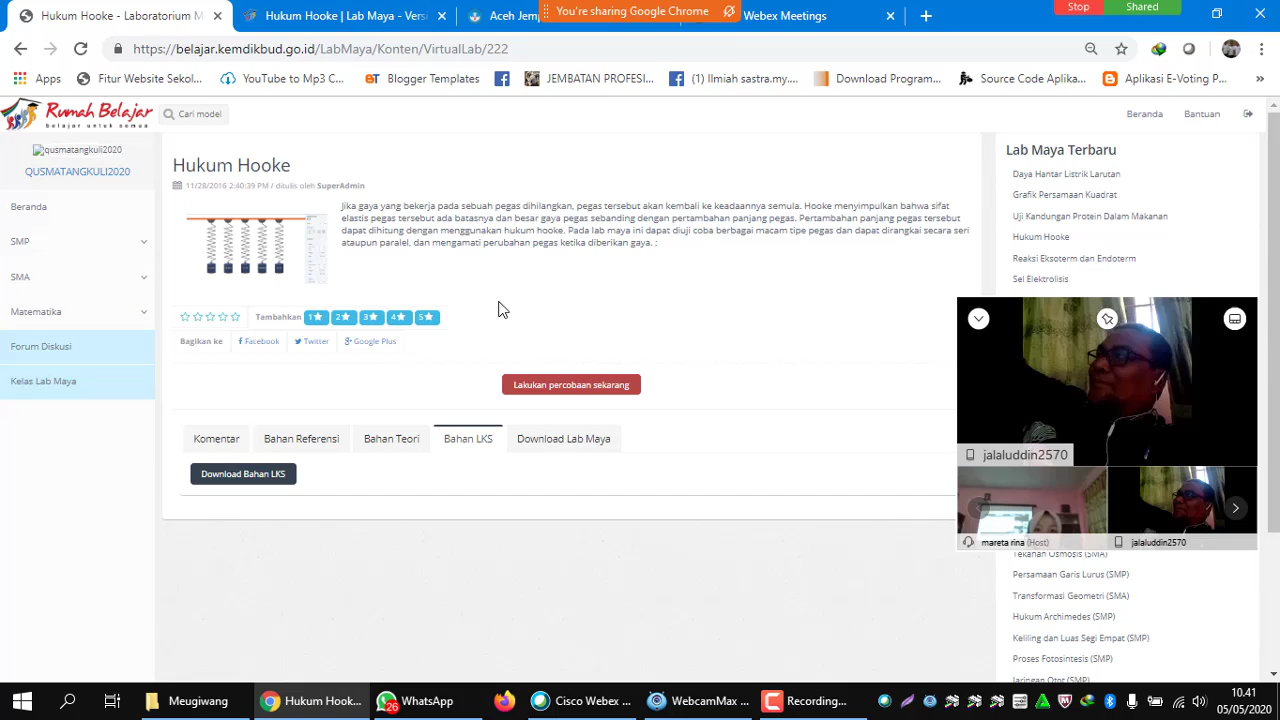 Hukum Hooke - Laboratorium M
Hukum Hooke | Lab Maya - Vers
Aceh Jem
You're sharing Google Chrome
Webex Meetings
Stop
Shared
https://belajar.kemdikbud.go.id/LabMaya/Konten/VirtualLab/222
Apps
Fitur Website Sekol...
YouTube to Mp3 C...
Blogger Templates
JEMBATAN PROFESI...
(1) Ilmiah sastra.my....
Download Program...
Source Code Aplika...
Aplikasi E-Voting P...
Rumah Belajar
belajar untuk semua
Cari model
Beranda
Bantuan
qusmatangkuli2020
QUSMATANGKULI2020
Beranda
SMP
SMA
Matematika
Forum Diskusi
Kelas Lab Maya
Hukum Hooke
11/28/2016 2:40:39 PM / ditulis oleh SuperAdmin
Jika gaya yang bekerja pada sebuah pegas dihilangkan, pegas tersebut akan kembali ke keadaannya semula. Hooke menyimpulkan bahwa sifat
elastis pegas tersebut ada batasnya dan besar gaya pegas sebanding dengan pertambahan panjang pegas. Pertambahan panjang pegas tersebut
dapat dihitung dengan menggunakan hukum hooke. Pada lab maya ini dapat diuji coba berbagai macam tipe pegas dan dapat dirangkai secara seri
ataupun paralel, dan mengamati perubahan pegas ketika diberikan gaya. ;
Tambahkan 1 2 3 4 5
Bagikan ke Facebook Twitter Google Plus
Lakukan percobaan sekarang
Komentar
Bahan Referensi
Bahan Teori
Bahan LKS
Download Lab Maya
Download Bahan LKS
Lab Maya Terbaru
Daya Hantar Listrik Larutan
Grafik Persamaan Kuadrat
Uji Kandungan Protein Dalam Makanan
Hukum Hooke
Reaksi Eksoterm dan Endoterm
Sel Elektrolisis
jalaluddin2570
mareta rina (Host)
jalaluddin2570
Tekanan Osmosis (SMA)
Persamaan Garis Lurus (SMP)
Transformasi Geometri (SMA)
Hukum Archimedes (SMP)
Keliling dan Luas Segi Empat (SMP)
Proses Fotosintesis (SMP)
Jaringan Otot (SMP)
Meugiwang
Hukum Hook...
26
WhatsApp
Cisco Webex ...
WebcamMax ...
Recording...
10.41
05/05/2020